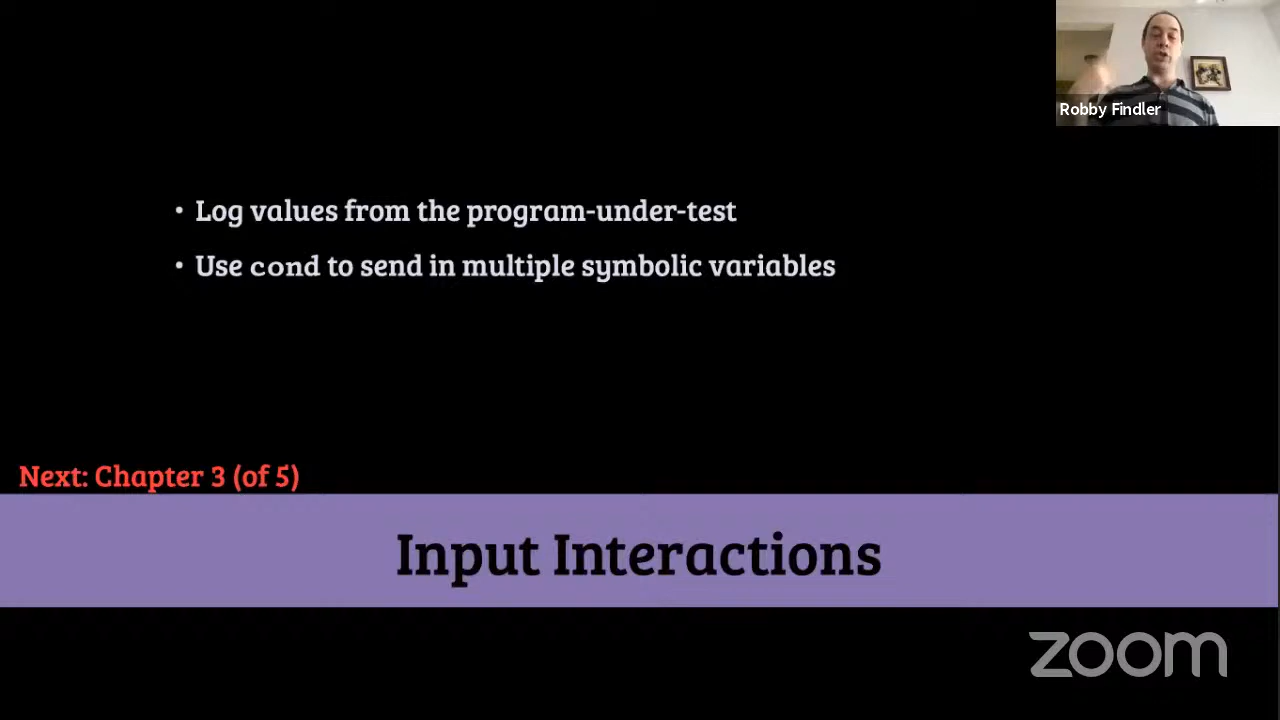 Robby Findler
• Log values from the program-under-test
• Use cond to send in multiple symbolic variables
Next: Chapter 3 (of 5)
Input Interactions
zoom